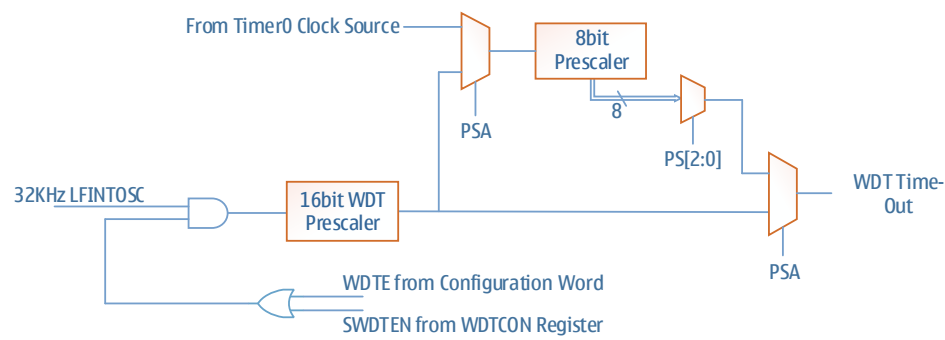 From Timer0 Clock Source
8bit
Prescaler
8
PSA
PS[2:0]
32KHz LFINTOSC
16bit WDT
Prescaler
WDT Time-
Out
PSA
WDTE from Configuration Word
SWDTEN from WDTCON Register